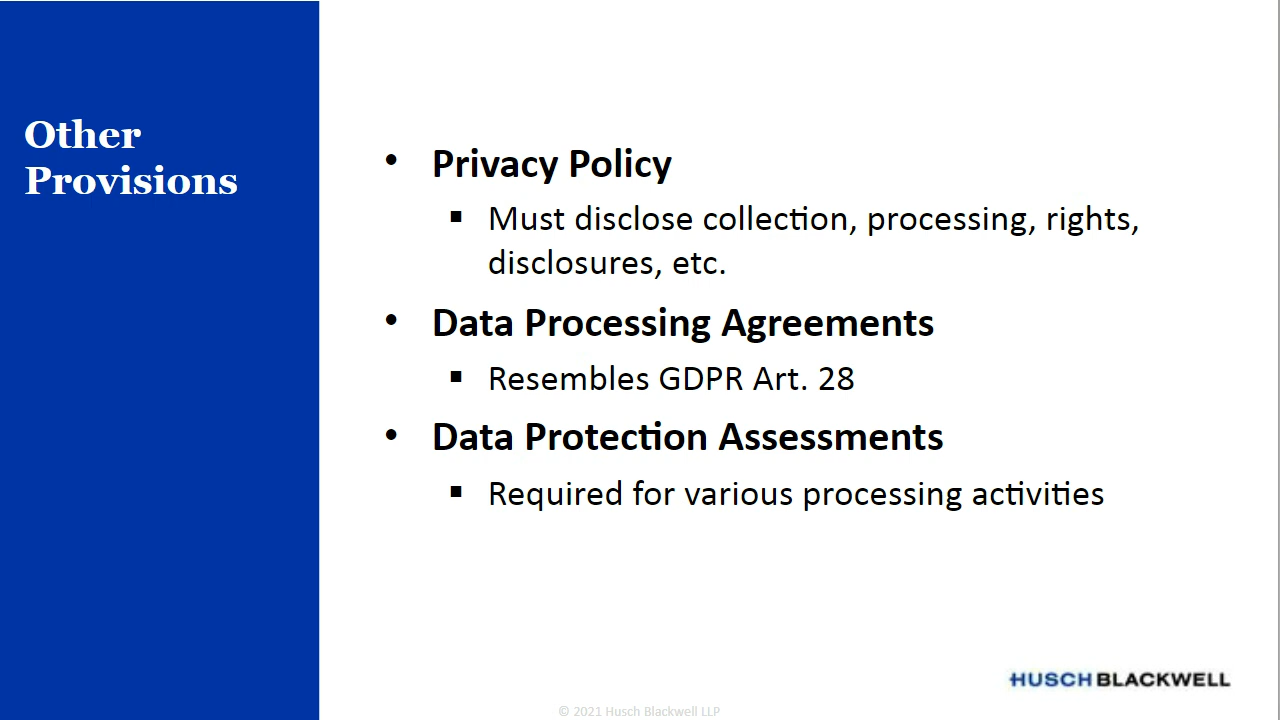 Other
Provisions
• Privacy Policy
▪ Must disclose collection, processing, rights,
disclosures, etc.
• Data Processing Agreements
▪ Resembles GDPR Art. 28
• Data Protection Assessments
▪ Required for various processing activities
HUSCH BLACKWELL
© 2021 Husch Blackwell LLP